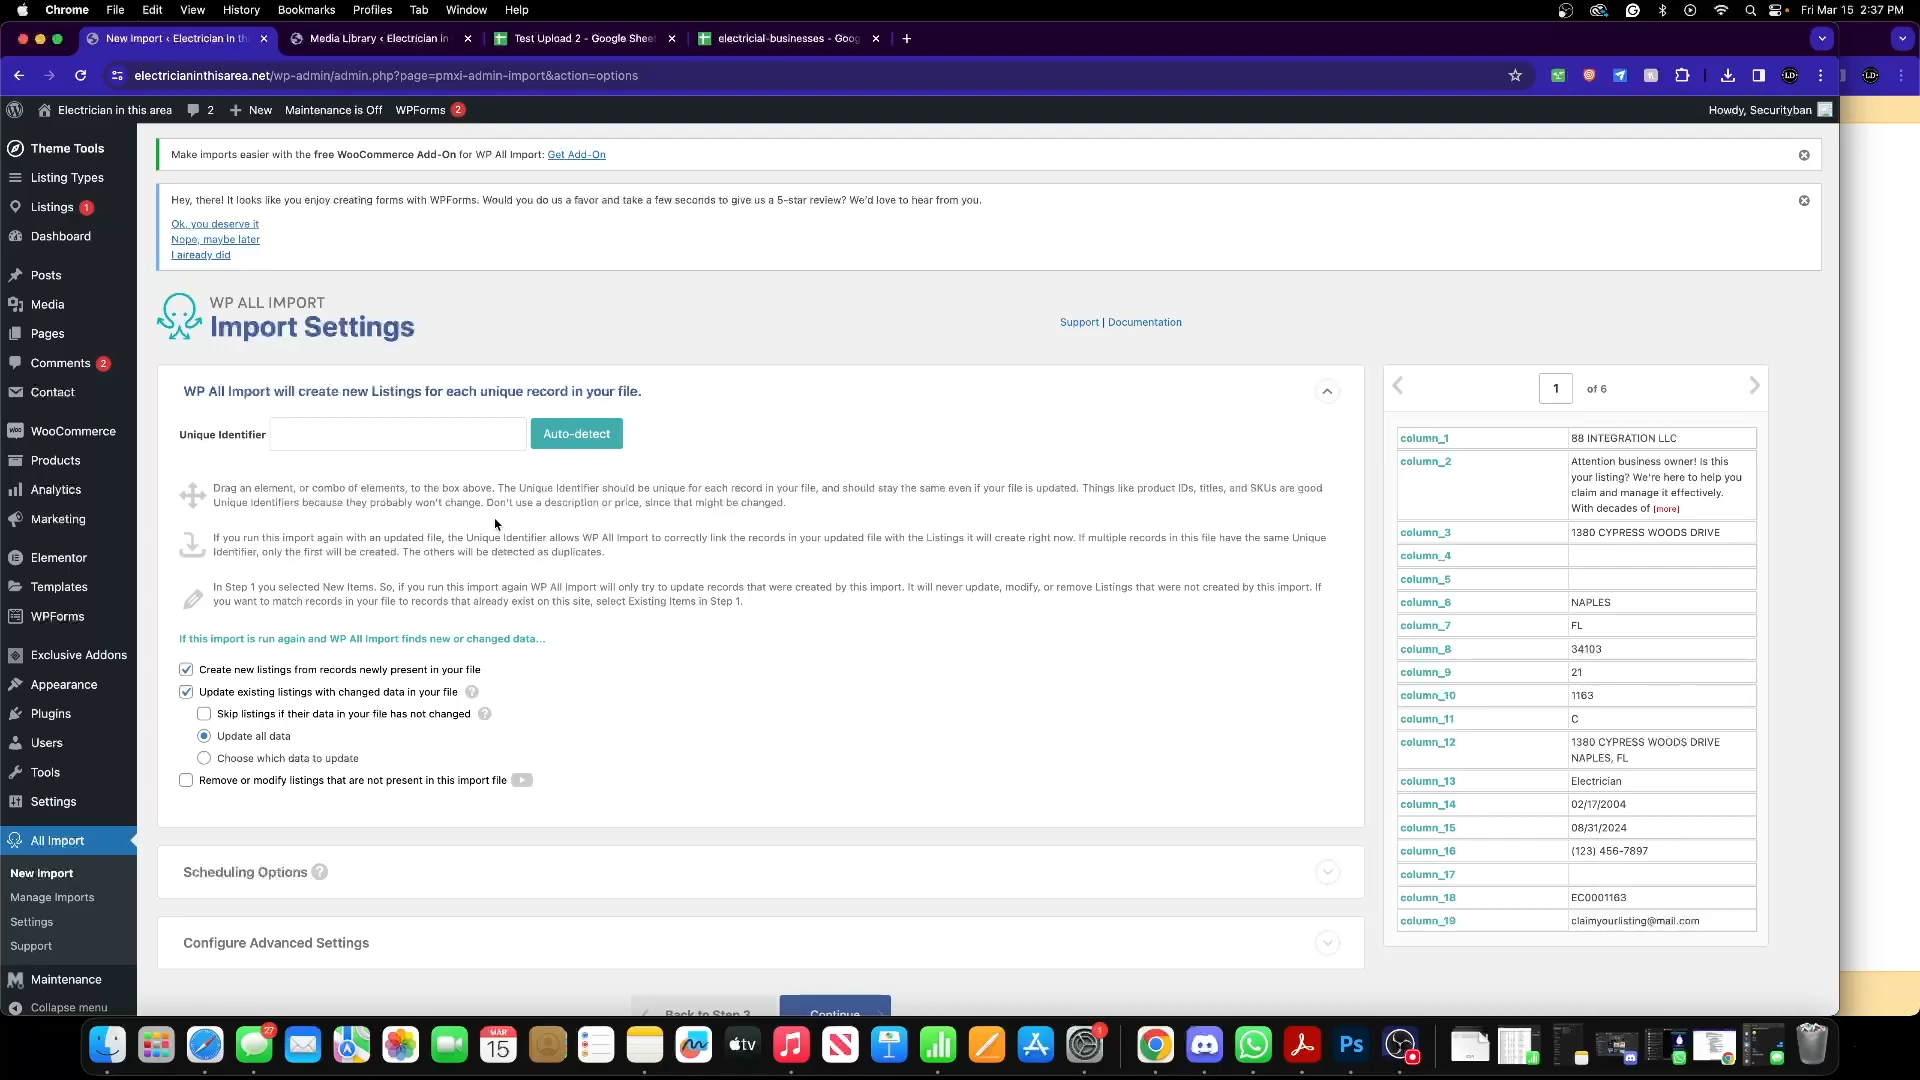 Chrome File Edit View History Bookmarks Profiles Tab Window Help
Fri Mar 15 2:37 PM
New Import ‹ Electrician in th
Media Library ‹ Electrician in
Test Upload 2 - Google Sheet
electricial-businesses - Goog
electricianinthisarea.net/wp-admin/admin.php?page=pmxi-admin-import&action=options
Electrician in this area 2 New Maintenance is Off WPForms 2
Howdy, Securityban
Theme Tools
Listing Types
Listings 1
Dashboard
Posts
Media
Pages
Comments 2
Contact
WooCommerce
Products
Analytics
Marketing
Elementor
Templates
WPForms
Exclusive Addons
Appearance
Plugins
Users
Tools
Settings
All Import
New Import
Manage Imports
Settings
Support
Maintenance
Collapse menu
Make imports easier with the free WooCommerce Add-On for WP All Import: Get Add-On
Hey, there! It looks like you enjoy creating forms with WPForms. Would you do us a favor and take a few seconds to give us a 5-star review? We'd love to hear from you.
Ok, you deserve it
Nope, maybe later
I already did
WP ALL IMPORT
Import Settings
Support | Documentation
WP All Import will create new Listings for each unique record in your file.
Unique Identifier
Auto-detect
Drag an element, or combo of elements, to the box above. The Unique Identifier should be unique for each record in your file, and should stay the same even if your file is updated. Things like product IDs, titles, and SKUs are good
Unique Identifiers because they probably won't change. Don't use a description or price, since that might be changed.
If you run this import again with an updated file, the Unique Identifier allows WP All Import to correctly link the records in your updated file with the Listings it will create right now. If multiple records in this file have the same Unique
Identifier, only the first will be created. The others will be detected as duplicates.
In Step 1 you selected New Items. So, if you run this import again WP All Import will only try to update records that were created by this import. It will never update, modify, or remove Listings that were not created by this import. If
you want to match records in your file to records that already exist on this site, select Existing Items in Step 1.
If this import is run again and WP All Import finds new or changed data...
Create new listings from records newly present in your file
Update existing listings with changed data in your file ?
Skip listings if their data in your file has not changed ?
Update all data
Choose which data to update
Remove or modify listings that are not present in this import file
Scheduling Options ?
Configure Advanced Settings
Back to Step 3
Continue
1 of 6
column_1 88 INTEGRATION LLC
column_2 Attention business owner! Is this
your listing? We're here to help you
claim and manage it effectively.
With decades of [more]
column_3 1380 CYPRESS WOODS DRIVE
column_4
column_5
column_6 NAPLES
column_7 FL
column_8 34103
column_9 21
column_10 1163
column_11 C
column_12 1380 CYPRESS WOODS DRIVE
NAPLES, FL
column_13 Electrician
column_14 02/17/2004
column_15 08/31/2024
column_16 (123) 456-7897
column_17
column_18 EC0001163
column_19 claimyourlisting@mail.com
27
MAR
15
tv
1
Ps